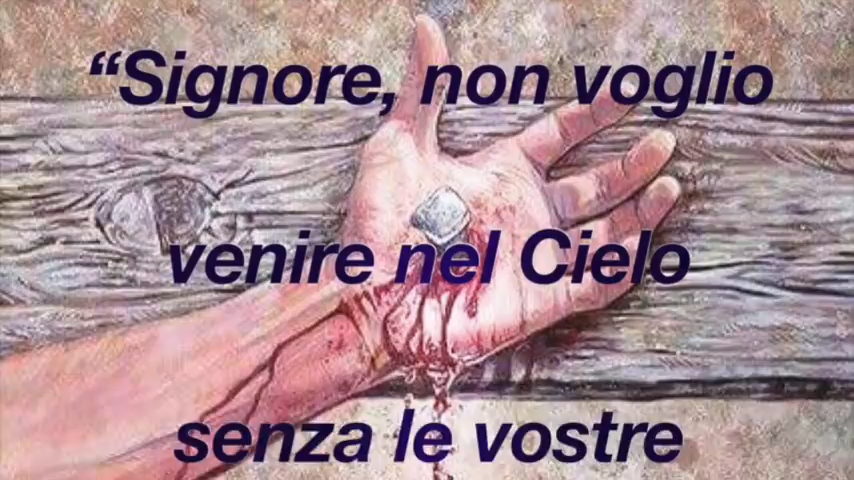 “Signore, non voglio
venire nel Cielo
senza le vostre